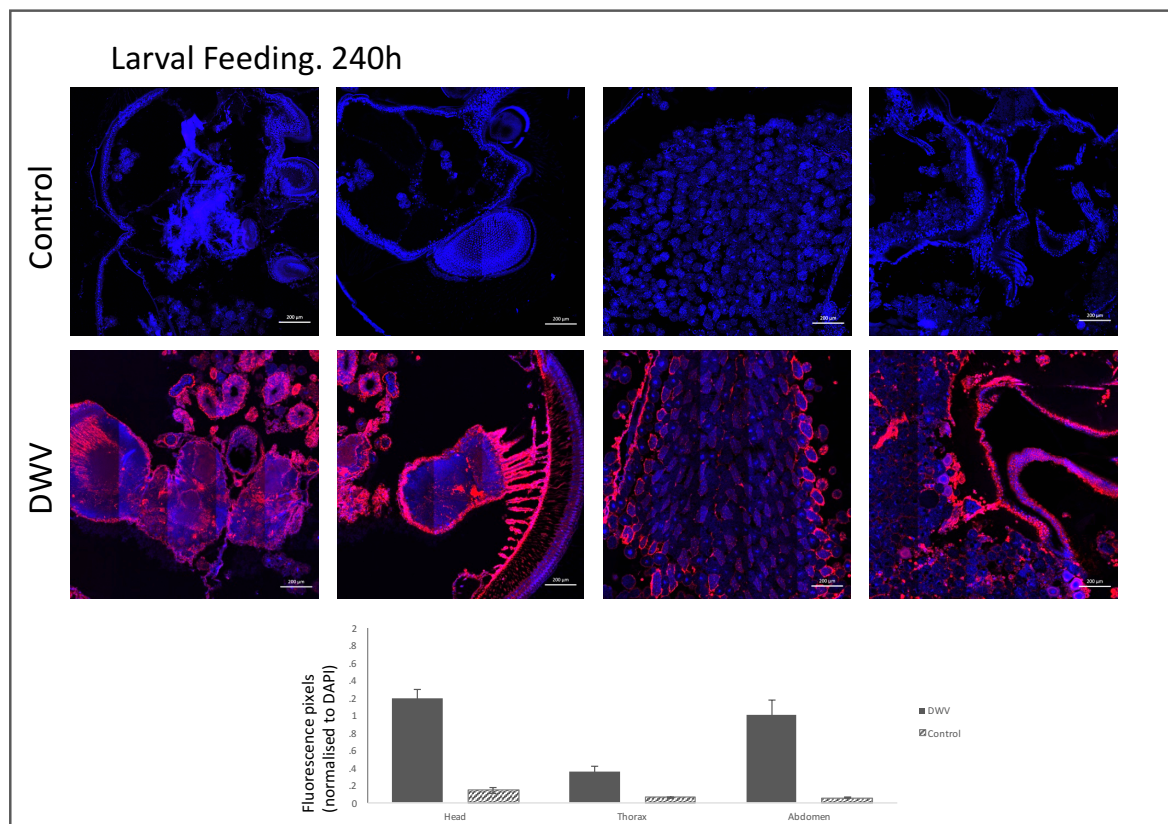 Larval Feeding. 240h
Control
200 µm
200 µm
200 µm
200 µm
DWV
200 µm
200 µm
200 µm
200 µm
Fluorescence pixels
(normalised to DAPI)
2
.8
.6
.4
.2
1
.8
.6
.4
.2
0
Head
Thorax
Abdomen
DWV
Control